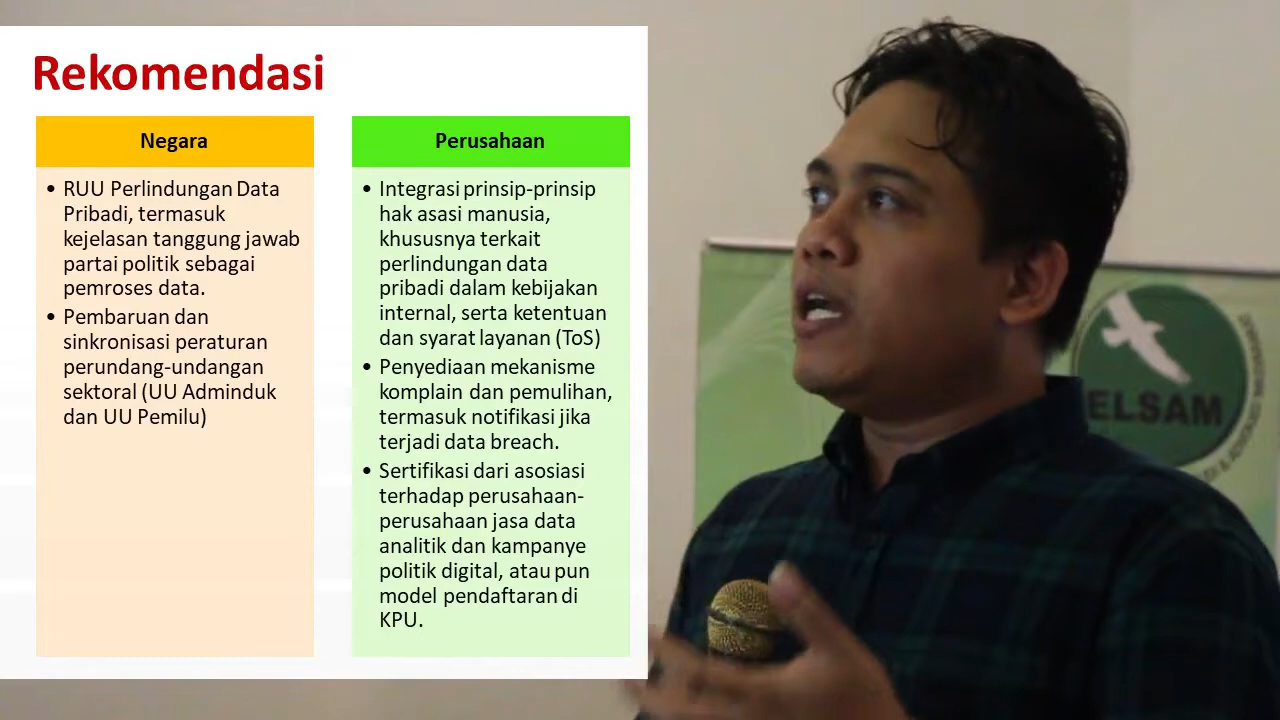 Rekomendasi
Negara
• RUU Perlindungan Data
Pribadi, termasuk
kejelasan tanggung jawab
partai politik sebagai
pemroses data.
• Pembaruan dan
sinkronisasi peraturan
perundang-undangan
sektoral (UU Adminduk
dan UU Pemilu)
Perusahaan
• Integrasi prinsip-prinsip
hak asasi manusia,
khususnya terkait
perlindungan data
pribadi dalam kebijakan
internal, serta ketentuan
dan syarat layanan (ToS)
• Penyediaan mekanisme
komplain dan pemulihan,
termasuk notifikasi jika
terjadi data breach.
• Sertifikasi dari asosiasi
terhadap perusahaan-
perusahaan jasa data
analitik dan kampanye
politik digital, atau pun
model pendaftaran di
KPU.
ELSAM